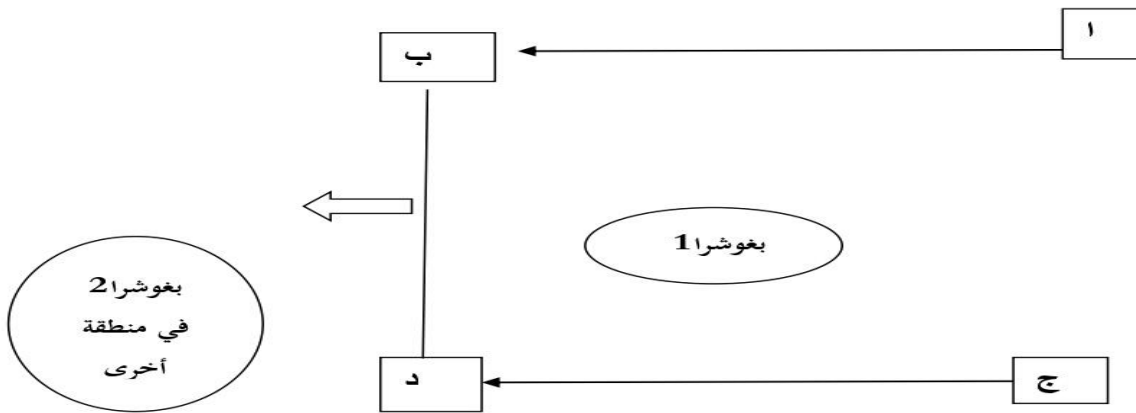 ا
ب
بغوشرا1
بغوشرا2
في منطقة
أخرى
ج
د